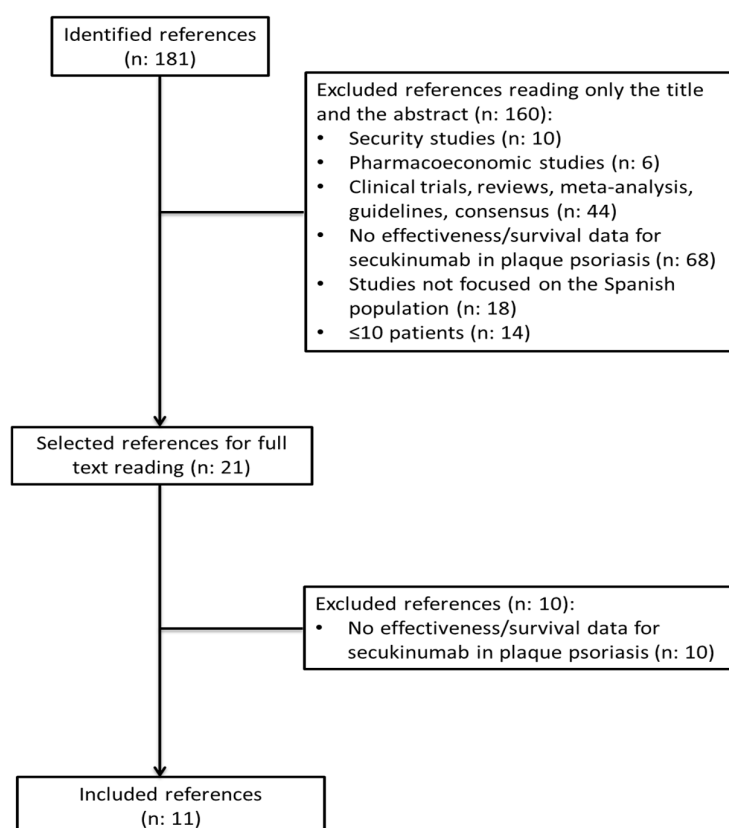 Identified references
(n: 181)
Excluded references reading only the title
and the abstract (n: 160):
• Security studies (n: 10)
• Pharmacoeconomic studies (n: 6)
• Clinical trials, reviews, meta-analysis,
guidelines, consensus (n: 44)
• No effectiveness/survival data for
secukinumab in plaque psoriasis (n: 68)
• Studies not focused on the Spanish
population (n: 18)
• ≤10 patients (n: 14)
Selected references for full
text reading (n: 21)
Excluded references (n: 10):
• No effectiveness/survival data for
secukinumab in plaque psoriasis (n: 10)
Included references
(n: 11)